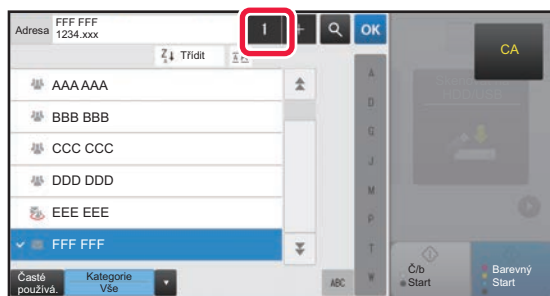 Adresa FFF FFF
1234.xxx
1
+
OK
CA
Třídit
AAA AAA
BBB BBB
CCC CCC
DDD DDD
EEE EEE
FFF FFF
A
D
G
J
M
P
T
W
Časté
používá.
Kategorie
Vše
ABC
Č/b
Start
Barevný
Start